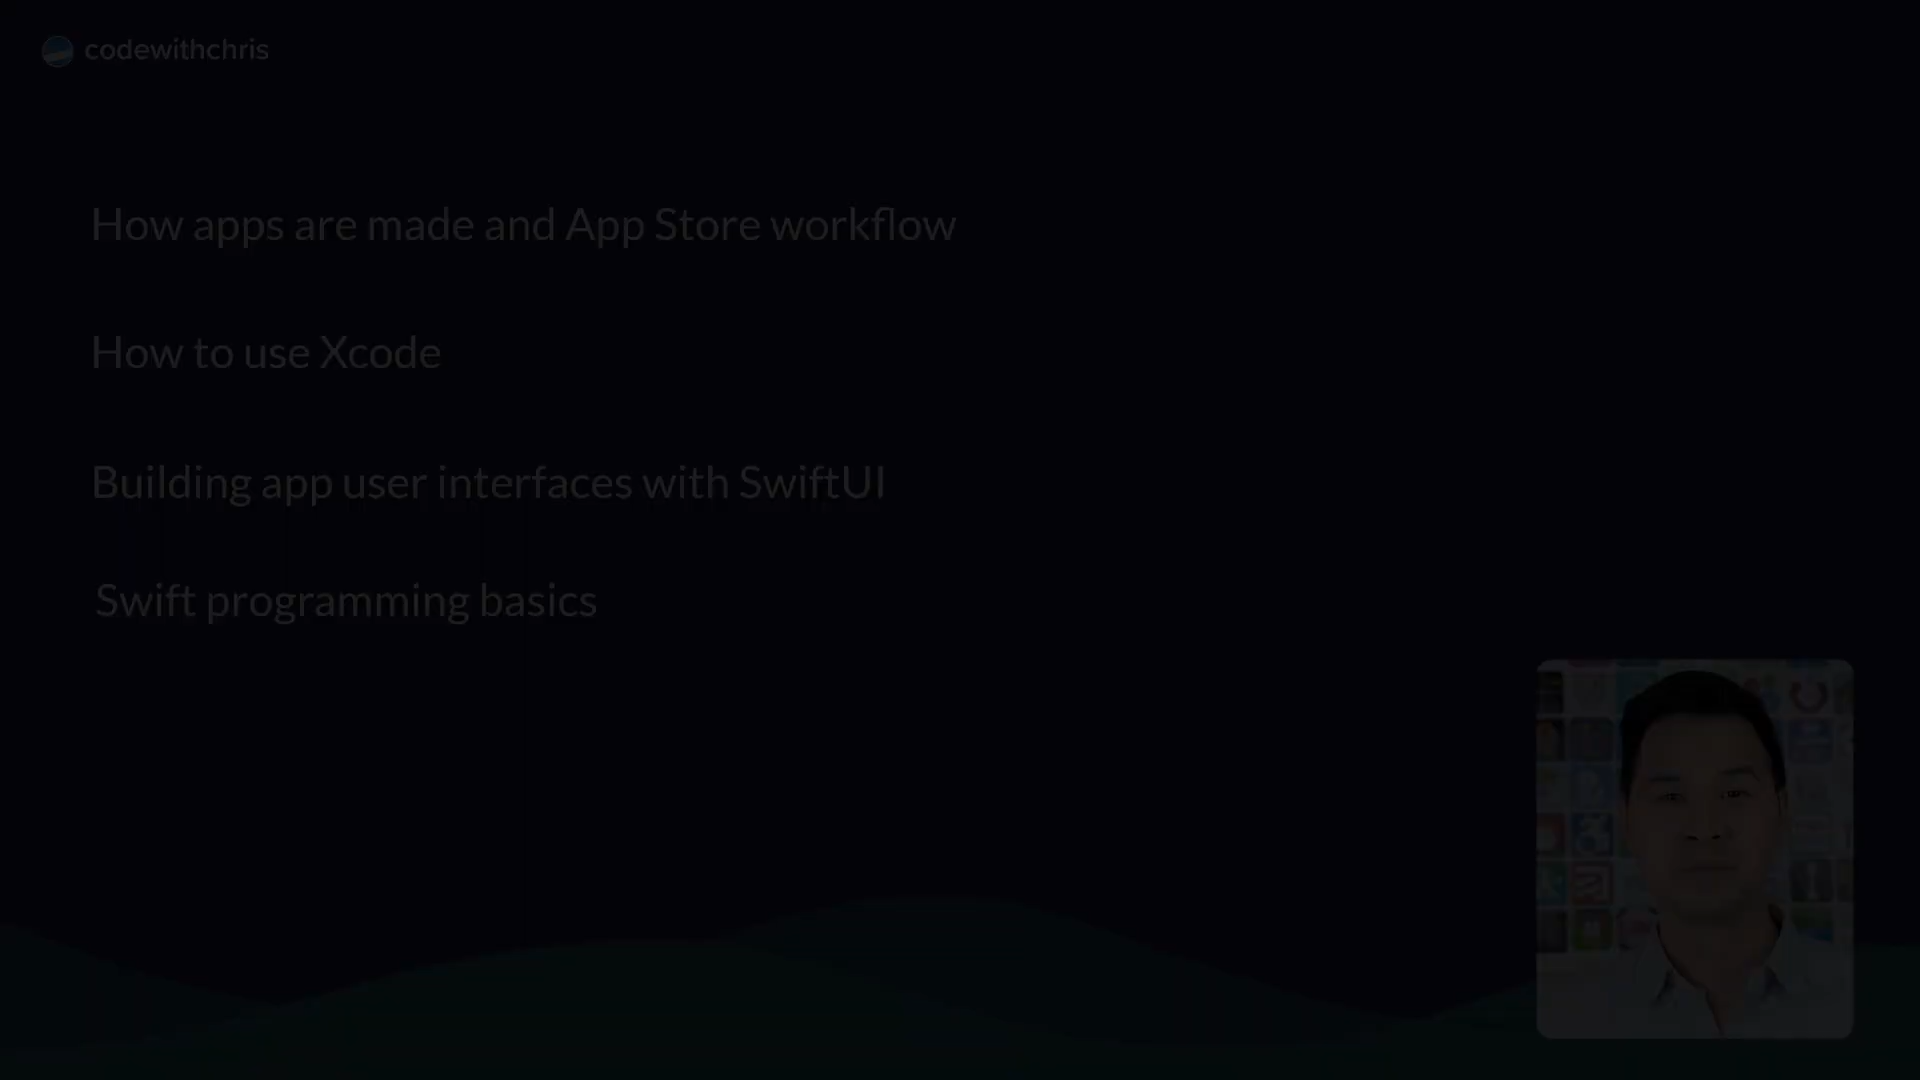 codewithchris
How apps are made and App Store workflow
How to use Xcode
Building app user interfaces with SwiftUI
Swift programming basics